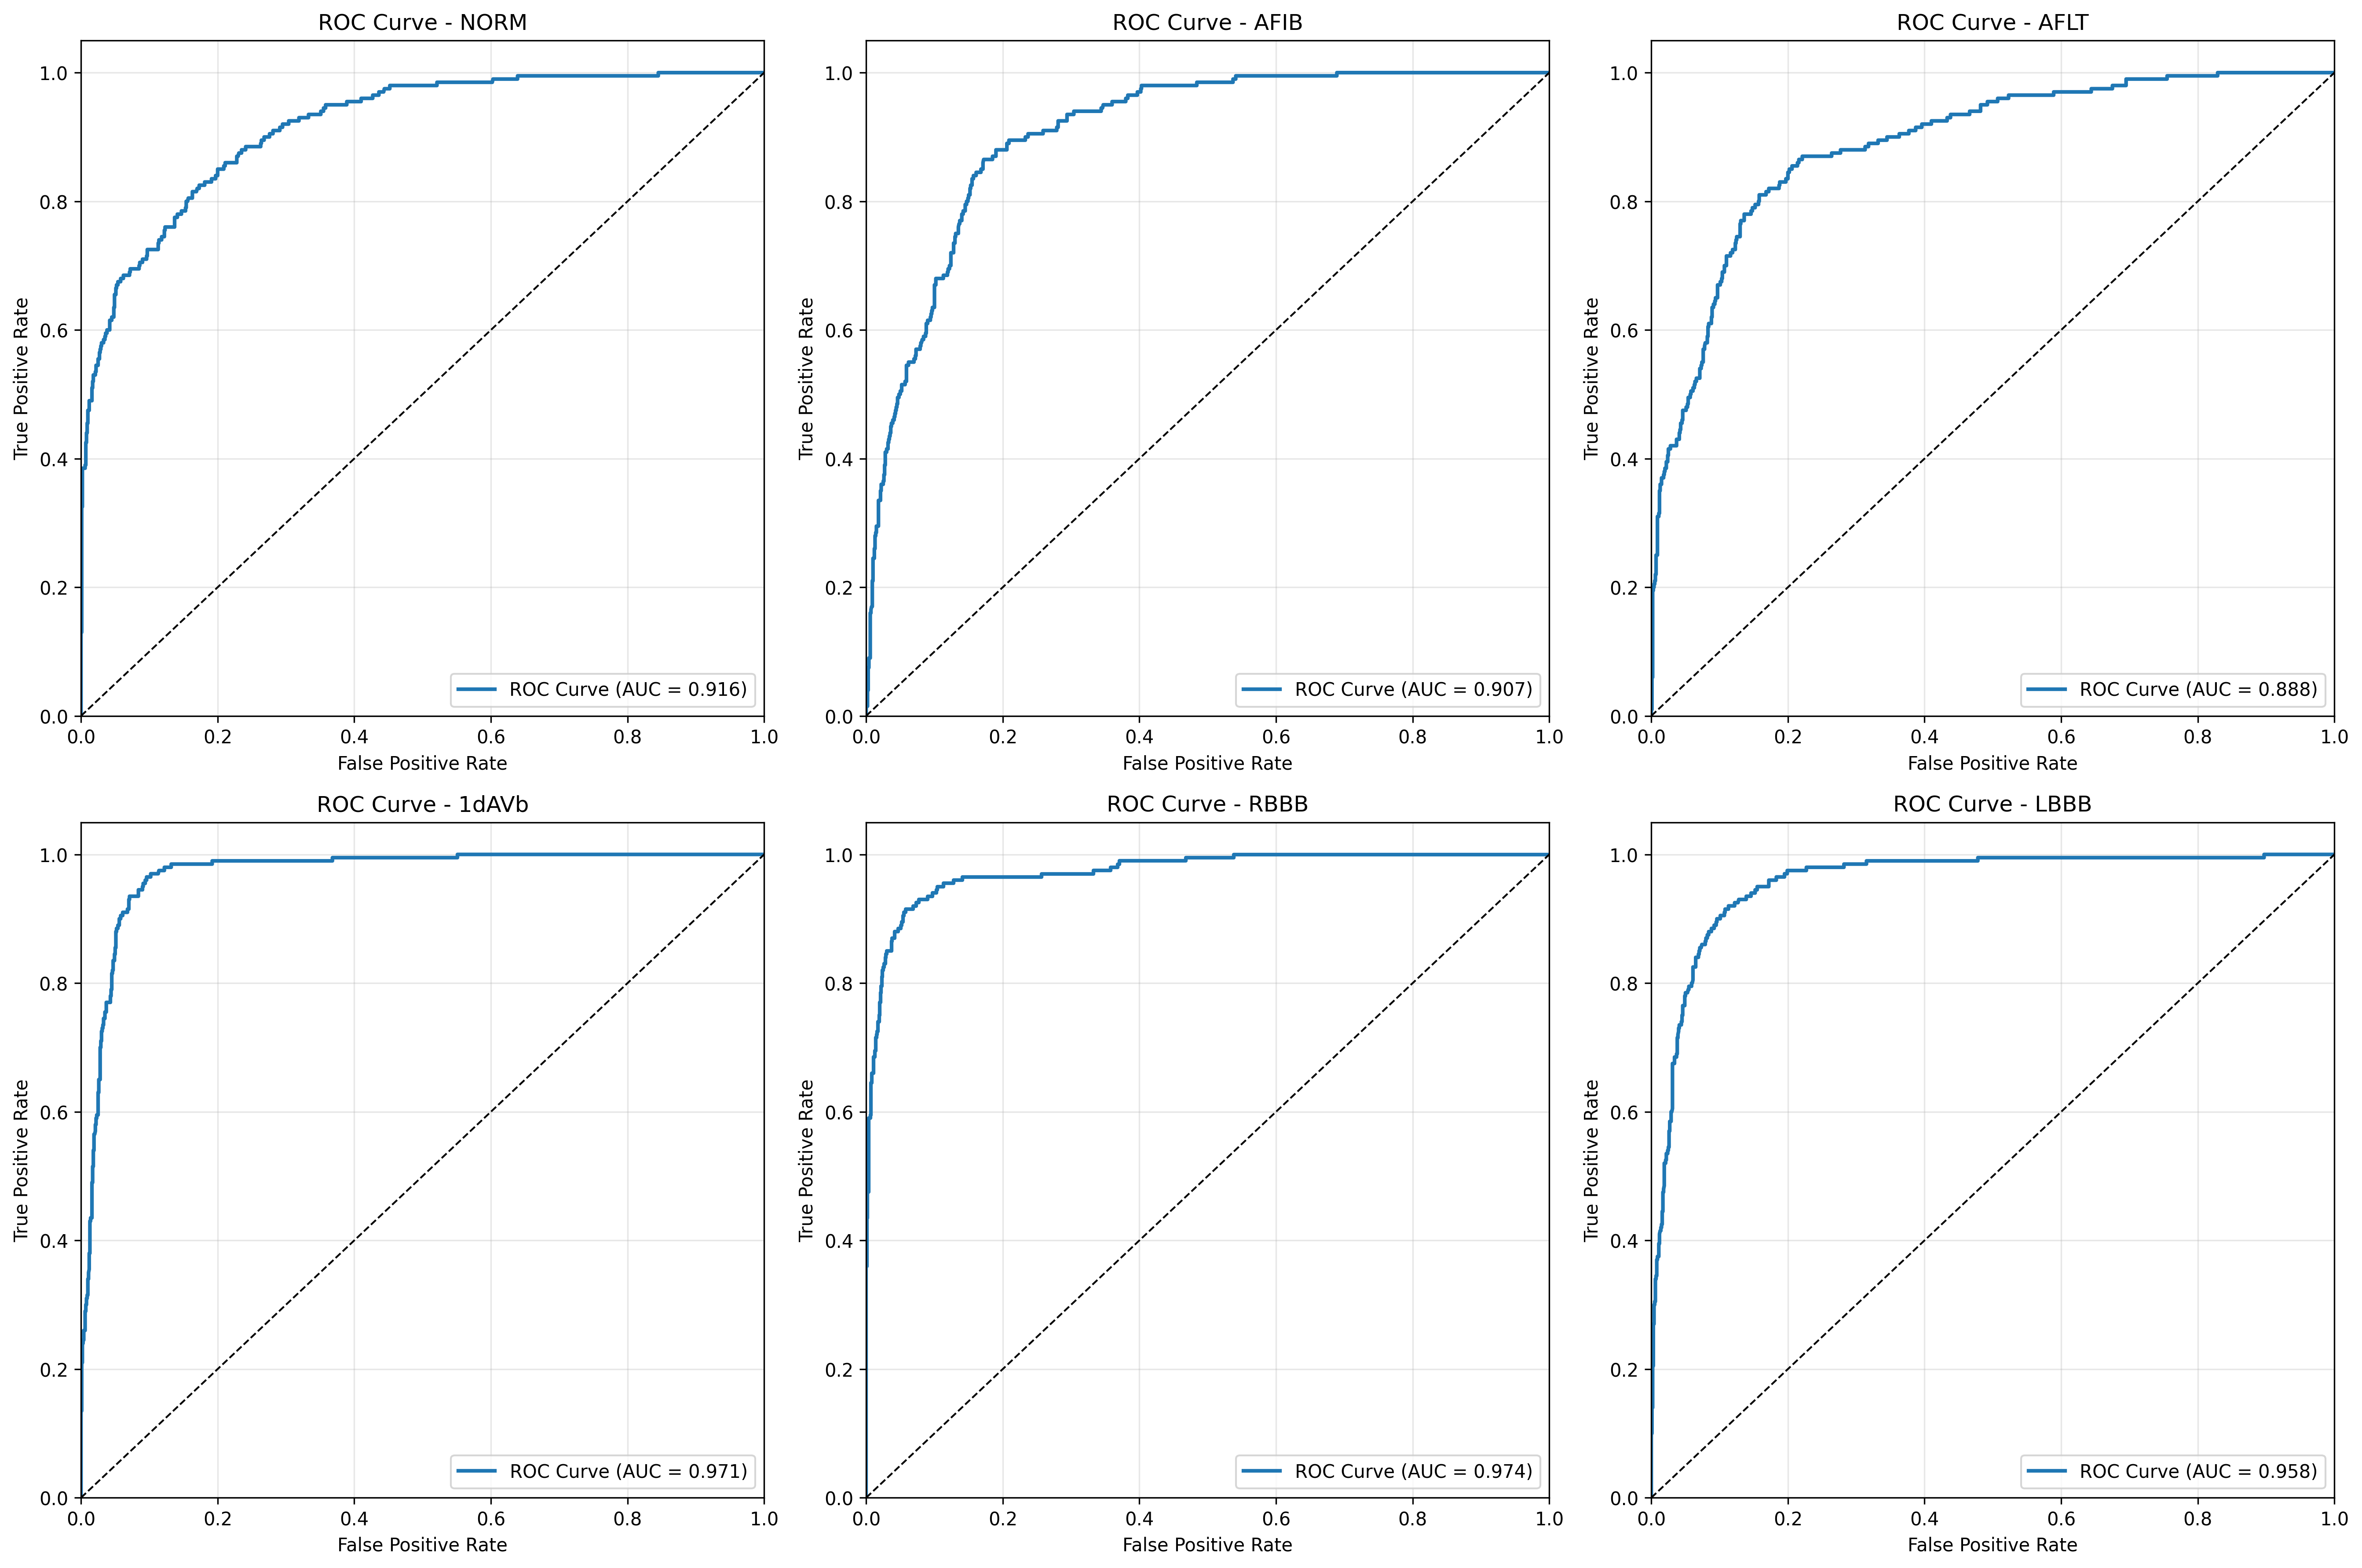 ROC Curve - NORM
1.0
0.8
0.6
0.4
0.2
0.0
True Positive Rate
ROC Curve (AUC = 0.916)
0.0 0.2 0.4 0.6 0.8 1.0
False Positive Rate
ROC Curve - AFIB
1.0
0.8
0.6
0.4
0.2
0.0
True Positive Rate
ROC Curve (AUC = 0.907)
0.0 0.2 0.4 0.6 0.8 1.0
False Positive Rate
ROC Curve - AFLT
1.0
0.8
0.6
0.4
0.2
0.0
True Positive Rate
ROC Curve (AUC = 0.888)
0.0 0.2 0.4 0.6 0.8 1.0
False Positive Rate
ROC Curve - 1dAVb
1.0
0.8
0.6
0.4
0.2
0.0
True Positive Rate
ROC Curve (AUC = 0.971)
0.0 0.2 0.4 0.6 0.8 1.0
False Positive Rate
ROC Curve - RBBB
1.0
0.8
0.6
0.4
0.2
0.0
True Positive Rate
ROC Curve (AUC = 0.974)
0.0 0.2 0.4 0.6 0.8 1.0
False Positive Rate
ROC Curve - LBBB
1.0
0.8
0.6
0.4
0.2
0.0
True Positive Rate
ROC Curve (AUC = 0.958)
0.0 0.2 0.4 0.6 0.8 1.0
False Positive Rate